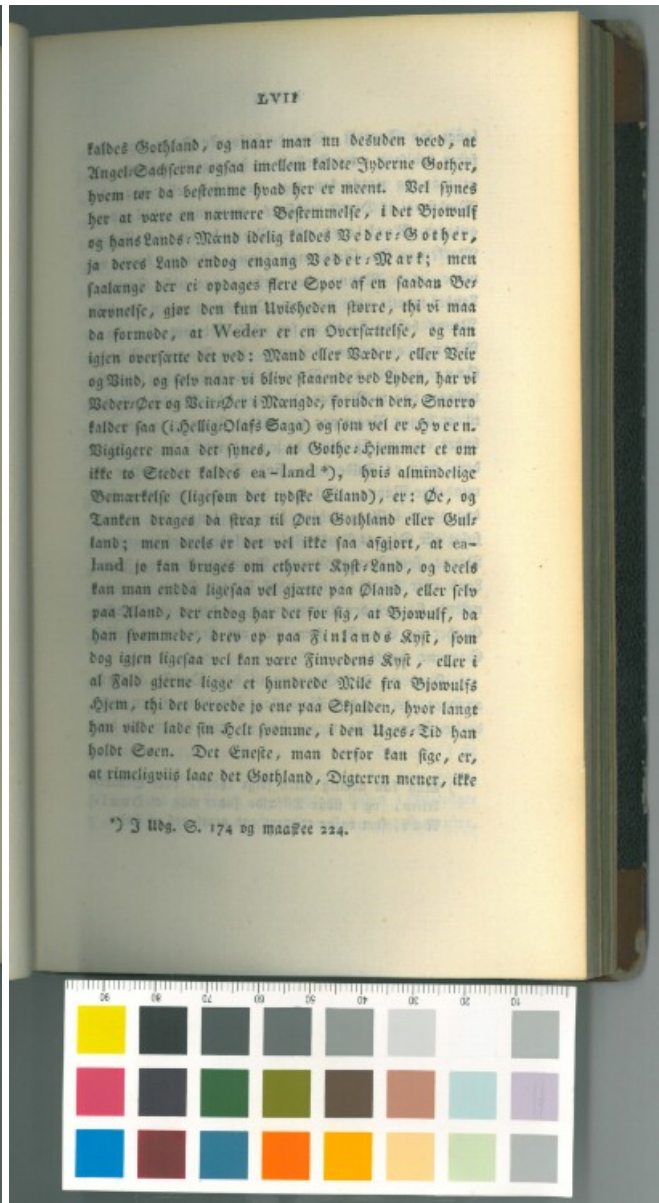 LVII
kaldes Gothland, og naar man nu desuden veed, at
Angel-Sachserne ogsaa imellem kaldte Jyderne Gother,
hvem tør da bestemme hvad her er meent. Vel synes
her at være en nærmere Bestemmelse, i det Bjowulf
og hans Lands-Mænd idelig kaldes Veder-Gother,
ja deres Land endog engang Veder-Mark; men
saalænge der ei opdages flere Spor af en saadan Be-
nævnelse, gjør den kun Uvisheden større, thi vi maa
da formode, at Weder er en Oversættelse, og kan
igjen oversætte det ved: Mand eller Væder, eller Veir
og Vind, og selv naar vi blive staaende ved Lyden, har vi
Veder-Øer og Veir-Øer i Mængde, foruden den, Snorro
kalder saa (i Hellig-Olafs Saga) og som vel er Hveen.
Vigtigere maa det synes, at Gothe-Hjemmet et om
ikke to Steder kaldes ea-land *), hvis almindelige
Bemærkelse (ligesom det tydske Eiland), er: Øe, og
Tanken drages da strax til Øen Gothland eller Gul-
land; men deels er det vel ikke saa afgjort, at ea-
land jo kan bruges om ethvert Kyst-Land, og deels
kan man endda ligesaa vel gjætte paa Øland, eller selv
paa Aland, der endog har det for sig, at Bjowulf, da
han svømmede, drev op paa Finlands Kyst, som
dog igjen ligesaa vel kan være Finvedens Kyst, eller i
al Fald gjerne ligge et hundrede Mile fra Bjowulfs
Hjem, thi det beroede jo ene paa Skjalden, hvor langt
han vilde lade sin Helt svømme, i den Uges-Tid han
holdt Søen. Det Eneste, man derfor kan sige, er,
at rimeligviis laae det Gothland, Digteren mener, ikke
*) I Udg. S. 174 og maaskee 224.
90 80 70 60 50 40 30 20 10